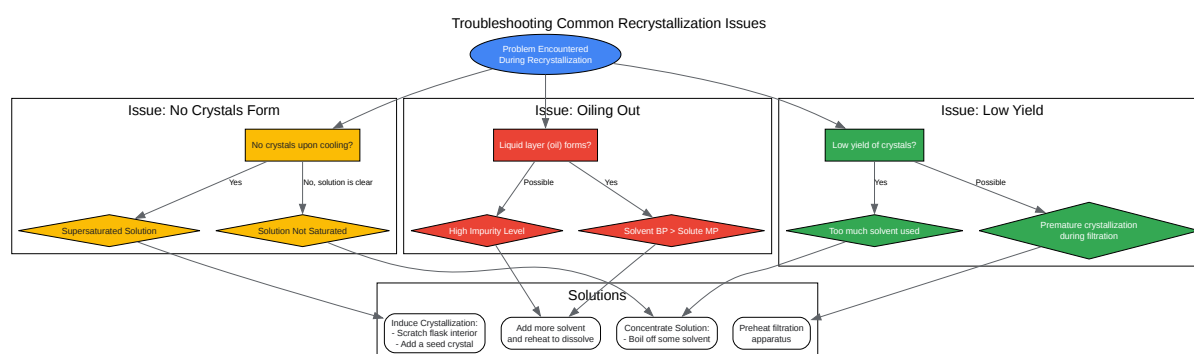 Troubleshooting Common Recrystallization Issues
Problem Encountered
During Recrystallization
Issue: No Crystals Form
No crystals upon cooling?
Yes
No, solution is clear
Supersaturated Solution
Solution Not Saturated
Issue: Oiling Out
Liquid layer (oil) forms?
Possible
Yes
High Impurity Level
Solvent BP > Solute MP
Issue: Low Yield
Low yield of crystals?
Yes
Possible
Too much solvent used
Premature crystallization
during filtration
Solutions
Induce Crystallization:
- Scratch flask interior
- Add a seed crystal
Add more solvent
and reheat to dissolve
Concentrate Solution:
- Boil off some solvent
Preheat filtration
apparatus